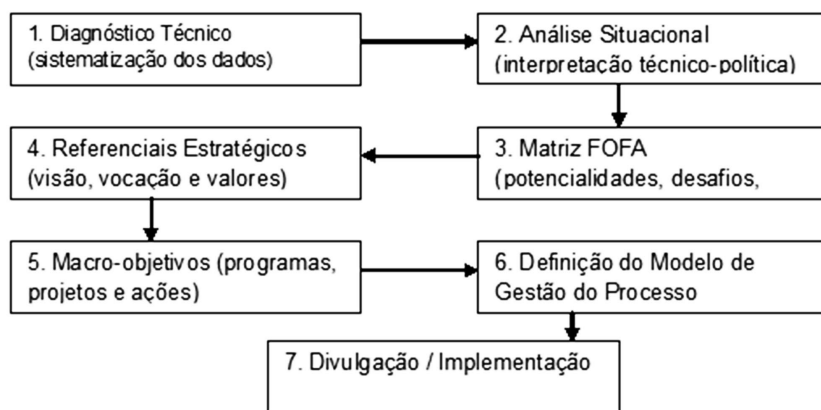 1. Diagnóstico Técnico
(sistematização dos dados)
2. Análise Situacional
(interpretação técnico-política)
4. Referenciais Estratégicos
(visão, vocação e valores)
3. Matriz FOFA
(potencialidades, desafios,
5. Macro-objetivos (programas,
projetos e ações)
6. Definição do Modelo de
Gestão do Processo
7. Divulgação / Implementação